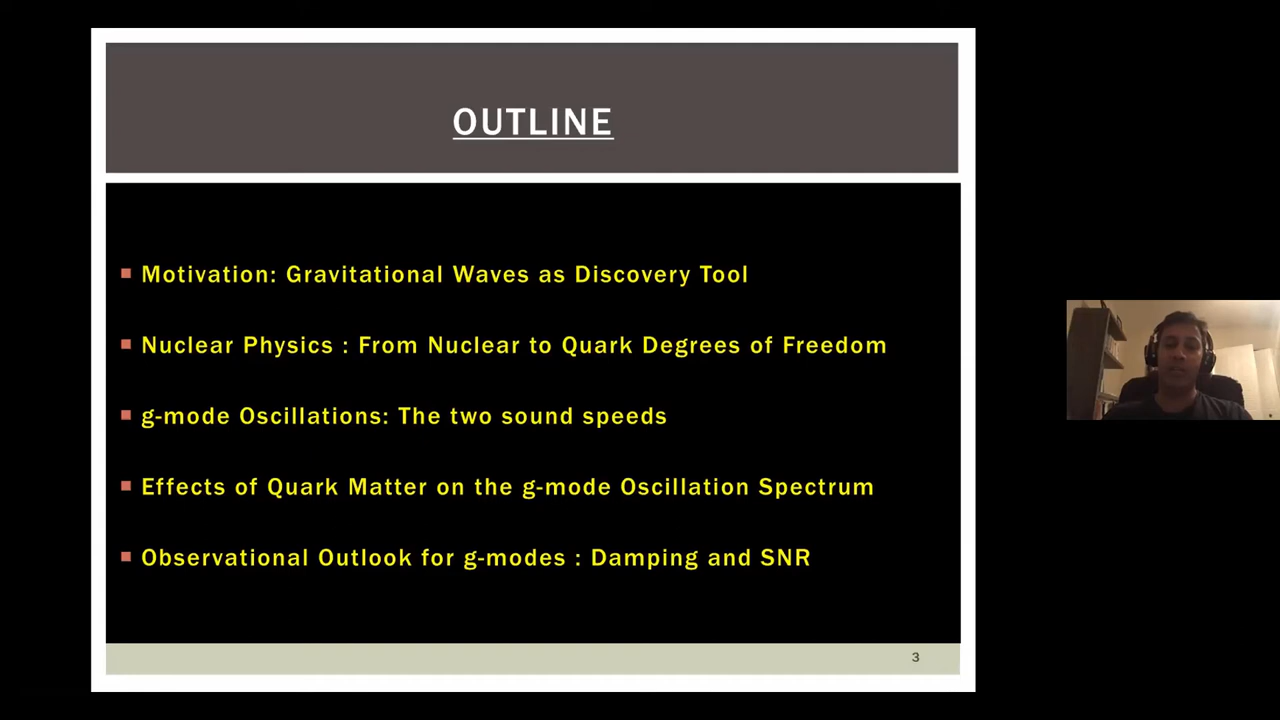 OUTLINE
Motivation: Gravitational Waves as Discovery Tool
Nuclear Physics : From Nuclear to Quark Degrees of Freedom
g-mode Oscillations: The two sound speeds
Effects of Quark Matter on the g-mode Oscillation Spectrum
Observational Outlook for g-modes : Damping and SNR
3